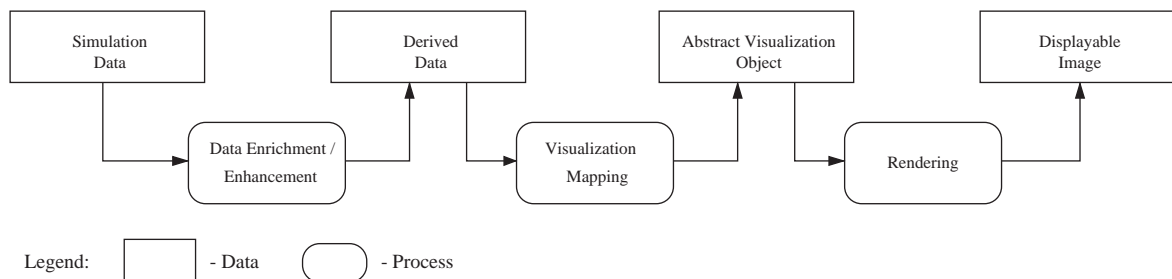 Simulation
Data
Derived
Data
Abstract Visualization
Object
Displayable
Image
Data Enrichment /
Enhancement
Visualization
Mapping
Rendering
Legend:
- Data
- Process